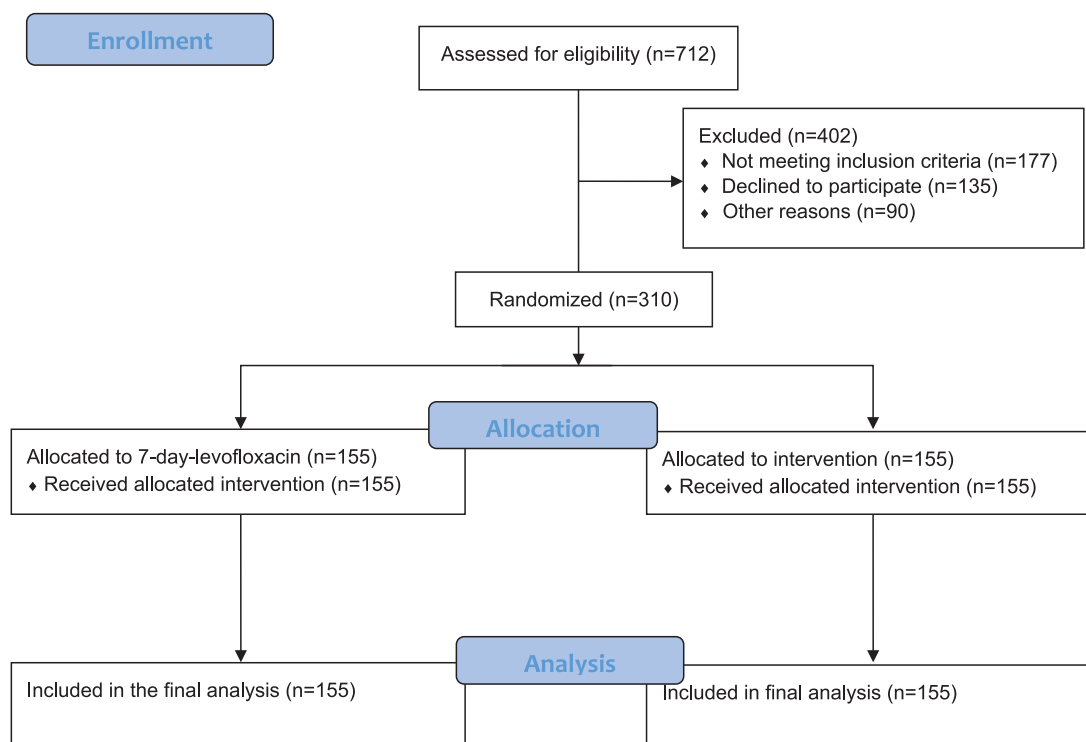 Enrollment
Assessed for eligibility (n=712)
Excluded (n=402)
♦ Not meeting inclusion criteria (n=177)
♦ Declined to participate (n=135)
♦ Other reasons (n=90)
Randomized (n=310)
Allocation
Allocated to 7-day-levofloxacin (n=155)
♦ Received allocated intervention (n=155)
Allocated to intervention (n=155)
♦ Received allocated intervention (n=155)
Analysis
Included in the final analysis (n=155)
Included in final analysis (n=155)